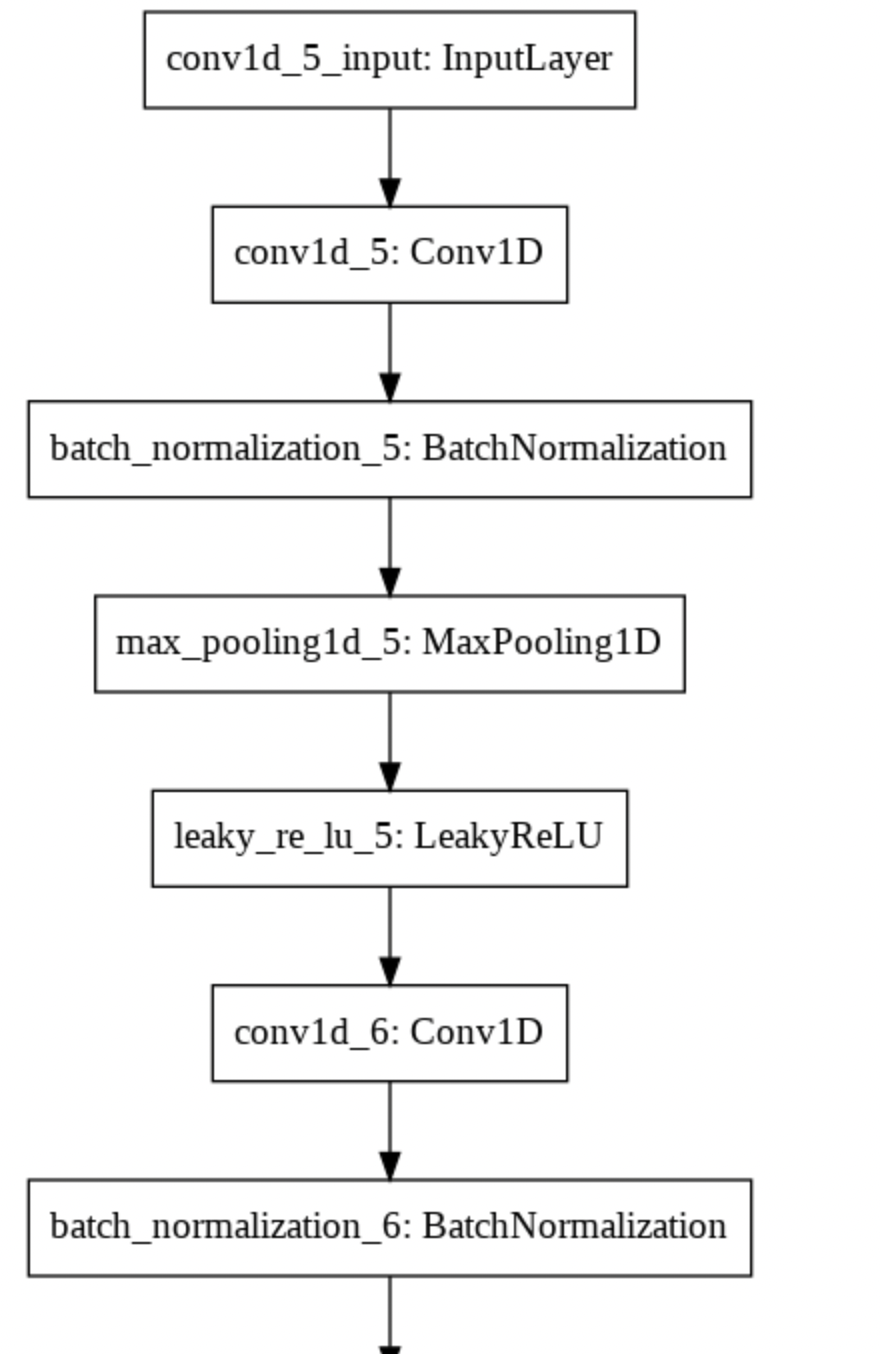 conv1d_5_input: InputLayer
conv1d_5: Conv1D
batch_normalization_5: BatchNormalization
max_pooling1d_5: MaxPooling1D
leaky_re_lu_5: LeakyReLU
conv1d_6: Conv1D
batch_normalization_6: BatchNormalization